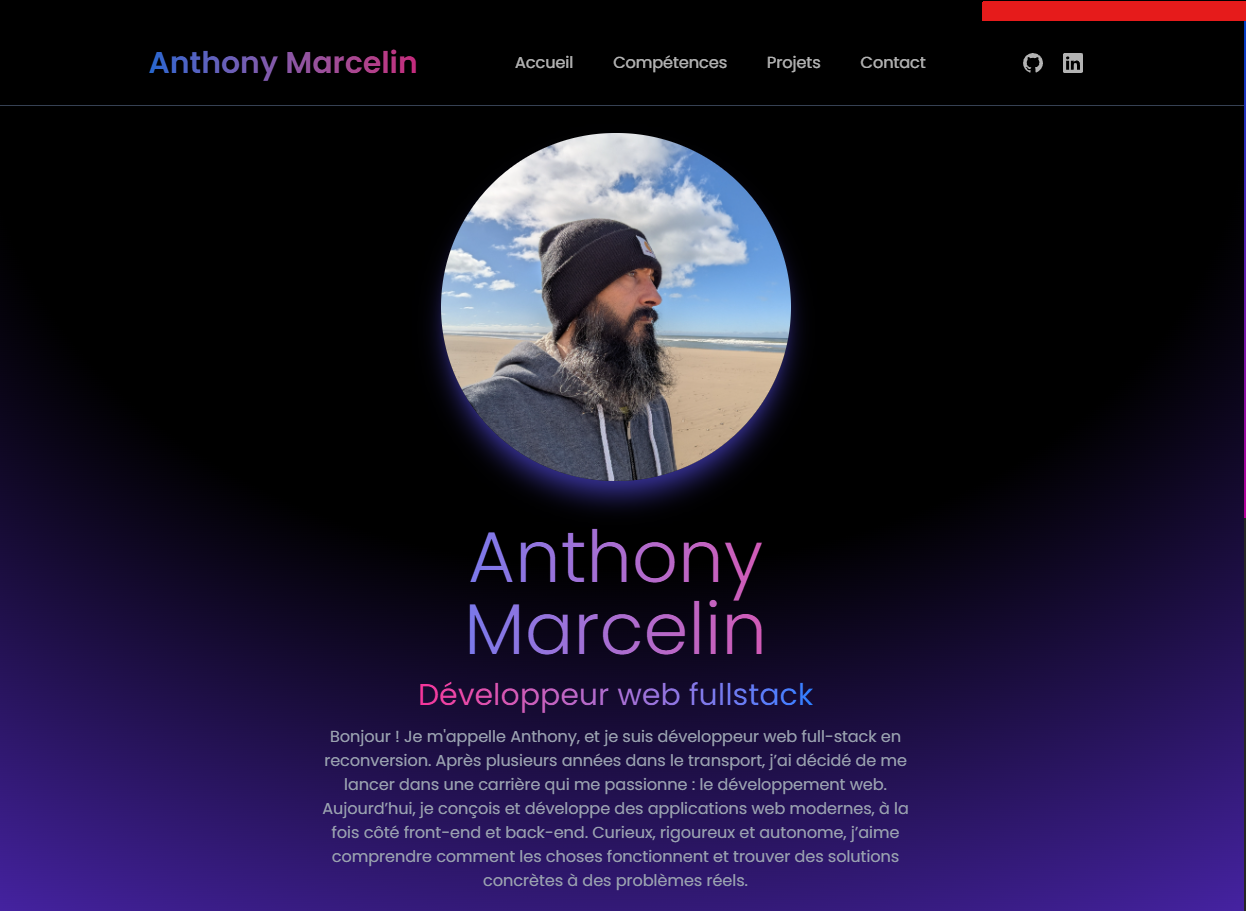 Anthony Marcelin
Accueil Compétences Projets Contact
Anthony
Marcelin
Développeur web fullstack
Bonjour ! Je m'appelle Anthony, et je suis développeur web full-stack en
reconversion. Après plusieurs années dans le transport, j’ai décidé de me
lancer dans une carrière qui me passionne : le développement web.
Aujourd’hui, je conçois et développe des applications web modernes, à la
fois côté front-end et back-end. Curieux, rigoureux et autonome, j’aime
comprendre comment les choses fonctionnent et trouver des solutions
concrètes à des problèmes réels.